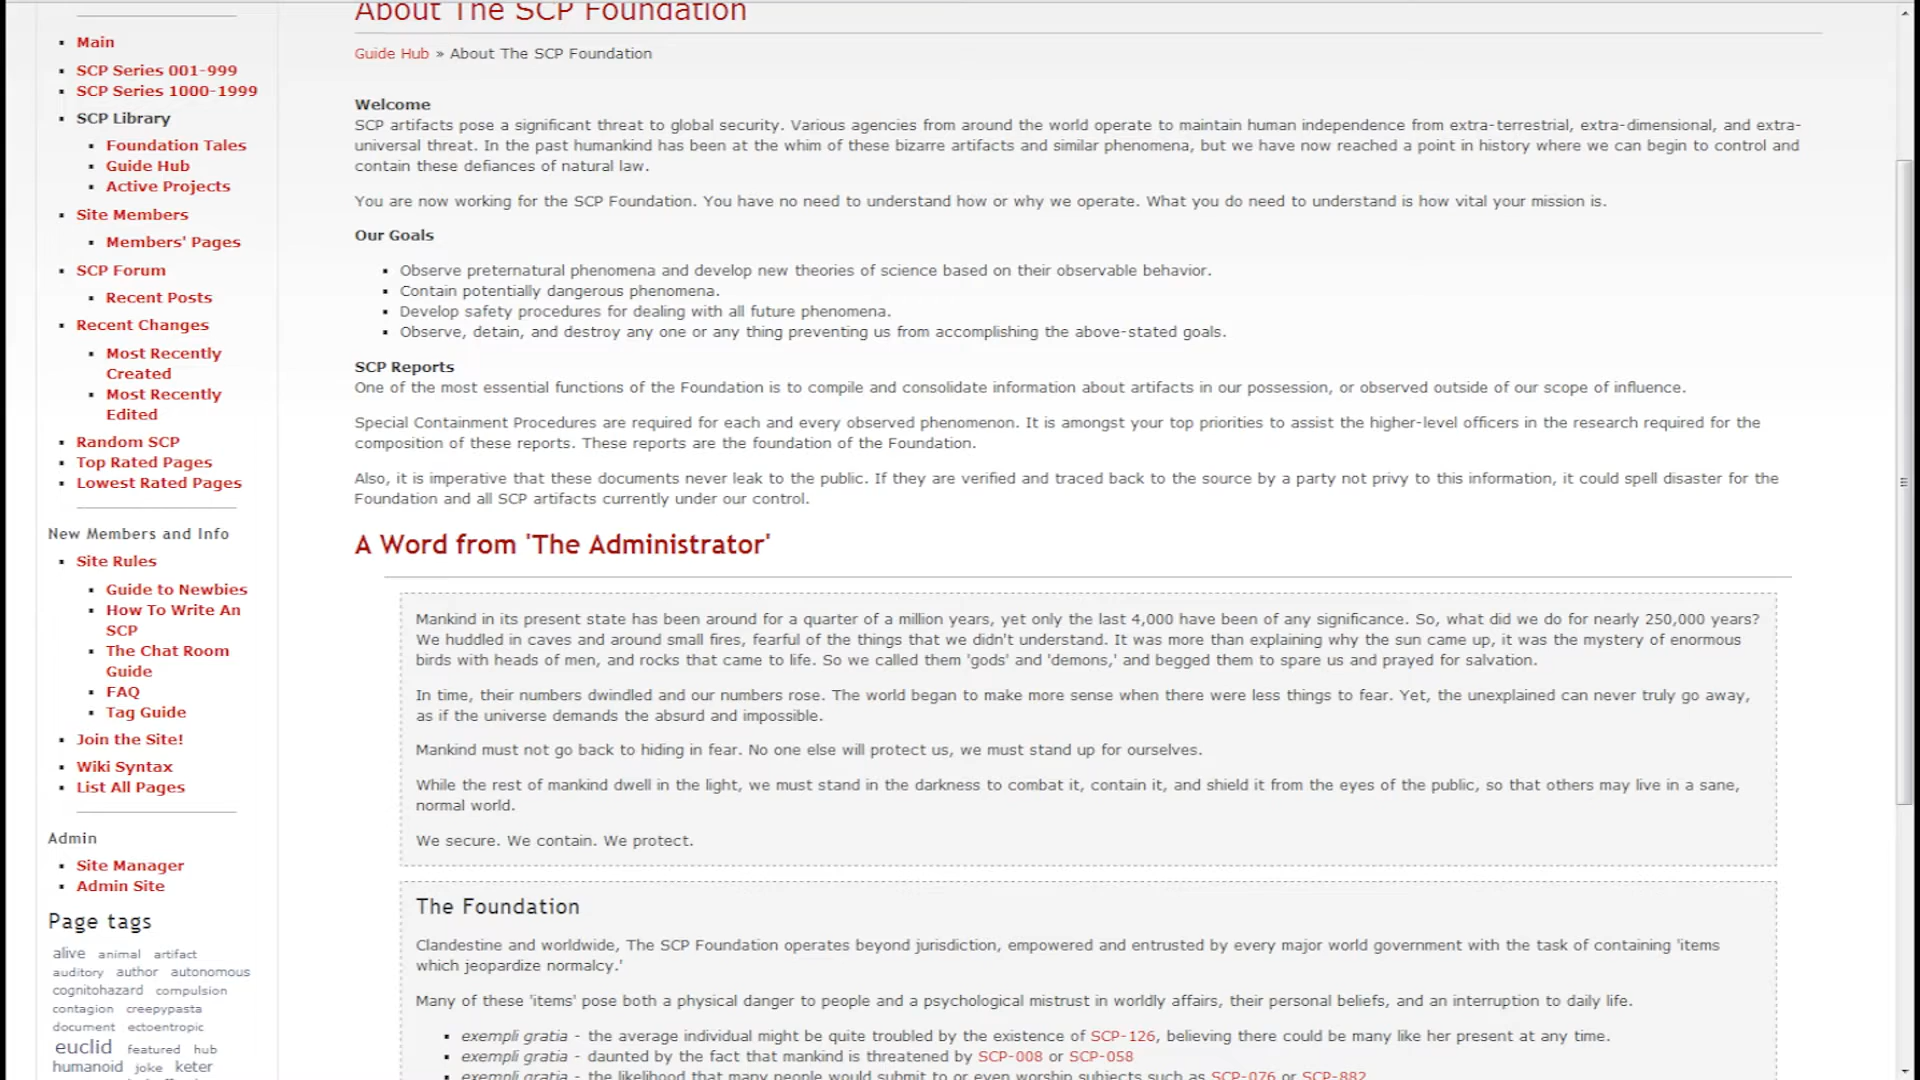 About The SCP Foundation
Guide Hub » About The SCP Foundation
Main
SCP Series 001-999
SCP Series 1000-1999
SCP Library
Foundation Tales
Guide Hub
Active Projects
Site Members
Members' Pages
SCP Forum
Recent Posts
Recent Changes
Most Recently
Created
Most Recently
Edited
Random SCP
Top Rated Pages
Lowest Rated Pages
New Members and Info
Site Rules
Guide to Newbies
How To Write An
SCP
The Chat Room
Guide
FAQ
Tag Guide
Join the Site!
Wiki Syntax
List All Pages
Admin
Site Manager
Admin Site
Page tags
alive animal artifact
auditory author autonomous
cognitohazard compulsion
contagion creepypasta
document ectoentropic
euclid featured hub
humanoid joke keter
Welcome
SCP artifacts pose a significant threat to global security. Various agencies from around the world operate to maintain human independence from extra-terrestrial, extra-dimensional, and extra-
universal threat. In the past humankind has been at the whim of these bizarre artifacts and similar phenomena, but we have now reached a point in history where we can begin to control and
contain these defiances of natural law.
You are now working for the SCP Foundation. You have no need to understand how or why we operate. What you do need to understand is how vital your mission is.
Our Goals
Observe preternatural phenomena and develop new theories of science based on their observable behavior.
Contain potentially dangerous phenomena.
Develop safety procedures for dealing with all future phenomena.
Observe, detain, and destroy any one or any thing preventing us from accomplishing the above-stated goals.
SCP Reports
One of the most essential functions of the Foundation is to compile and consolidate information about artifacts in our possession, or observed outside of our scope of influence.
Special Containment Procedures are required for each and every observed phenomenon. It is amongst your top priorities to assist the higher-level officers in the research required for the
composition of these reports. These reports are the foundation of the Foundation.
Also, it is imperative that these documents never leak to the public. If they are verified and traced back to the source by a party not privy to this information, it could spell disaster for the
Foundation and all SCP artifacts currently under our control.
A Word from 'The Administrator'
Mankind in its present state has been around for a quarter of a million years, yet only the last 4,000 have been of any significance. So, what did we do for nearly 250,000 years?
We huddled in caves and around small fires, fearful of the things that we didn't understand. It was more than explaining why the sun came up, it was the mystery of enormous
birds with heads of men, and rocks that came to life. So we called them 'gods' and 'demons,' and begged them to spare us and prayed for salvation.
In time, their numbers dwindled and our numbers rose. The world began to make more sense when there were less things to fear. Yet, the unexplained can never truly go away,
as if the universe demands the absurd and impossible.
Mankind must not go back to hiding in fear. No one else will protect us, we must stand up for ourselves.
While the rest of mankind dwell in the light, we must stand in the darkness to combat it, contain it, and shield it from the eyes of the public, so that others may live in a sane,
normal world.
We secure. We contain. We protect.
The Foundation
Clandestine and worldwide, The SCP Foundation operates beyond jurisdiction, empowered and entrusted by every major world government with the task of containing 'items
which jeopardize normalcy.'
Many of these 'items' pose both a physical danger to people and a psychological mistrust in worldly affairs, their personal beliefs, and an interruption to daily life.
exempli gratia - the average individual might be quite troubled by the existence of SCP-126, believing there could be many like her present at any time.
exempli gratia - daunted by the fact that mankind is threatened by SCP-008 or SCP-058
exempli gratia - the likelihood that many people would submit to or even worship subjects such as SCP-076 or SCP-882